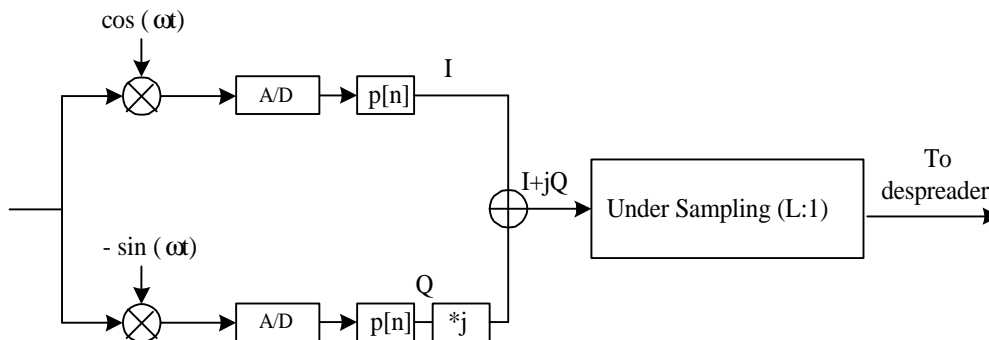 cos (ωt)
A/D
p[n]
I
I+jQ
Under Sampling (L:1)
To
despreader
- sin (ωt)
A/D
p[n]
Q
*j